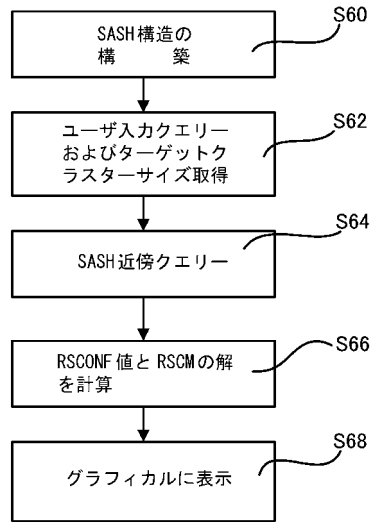 SASH構造の
構　　築
S60
ユーザ入力クエリー
およびターゲットク
ラスターサイズ取得
S62
SASH近傍クエリー
S64
RSCONF値とRSCMの解
を計算
S66
グラフィカルに表示
S68